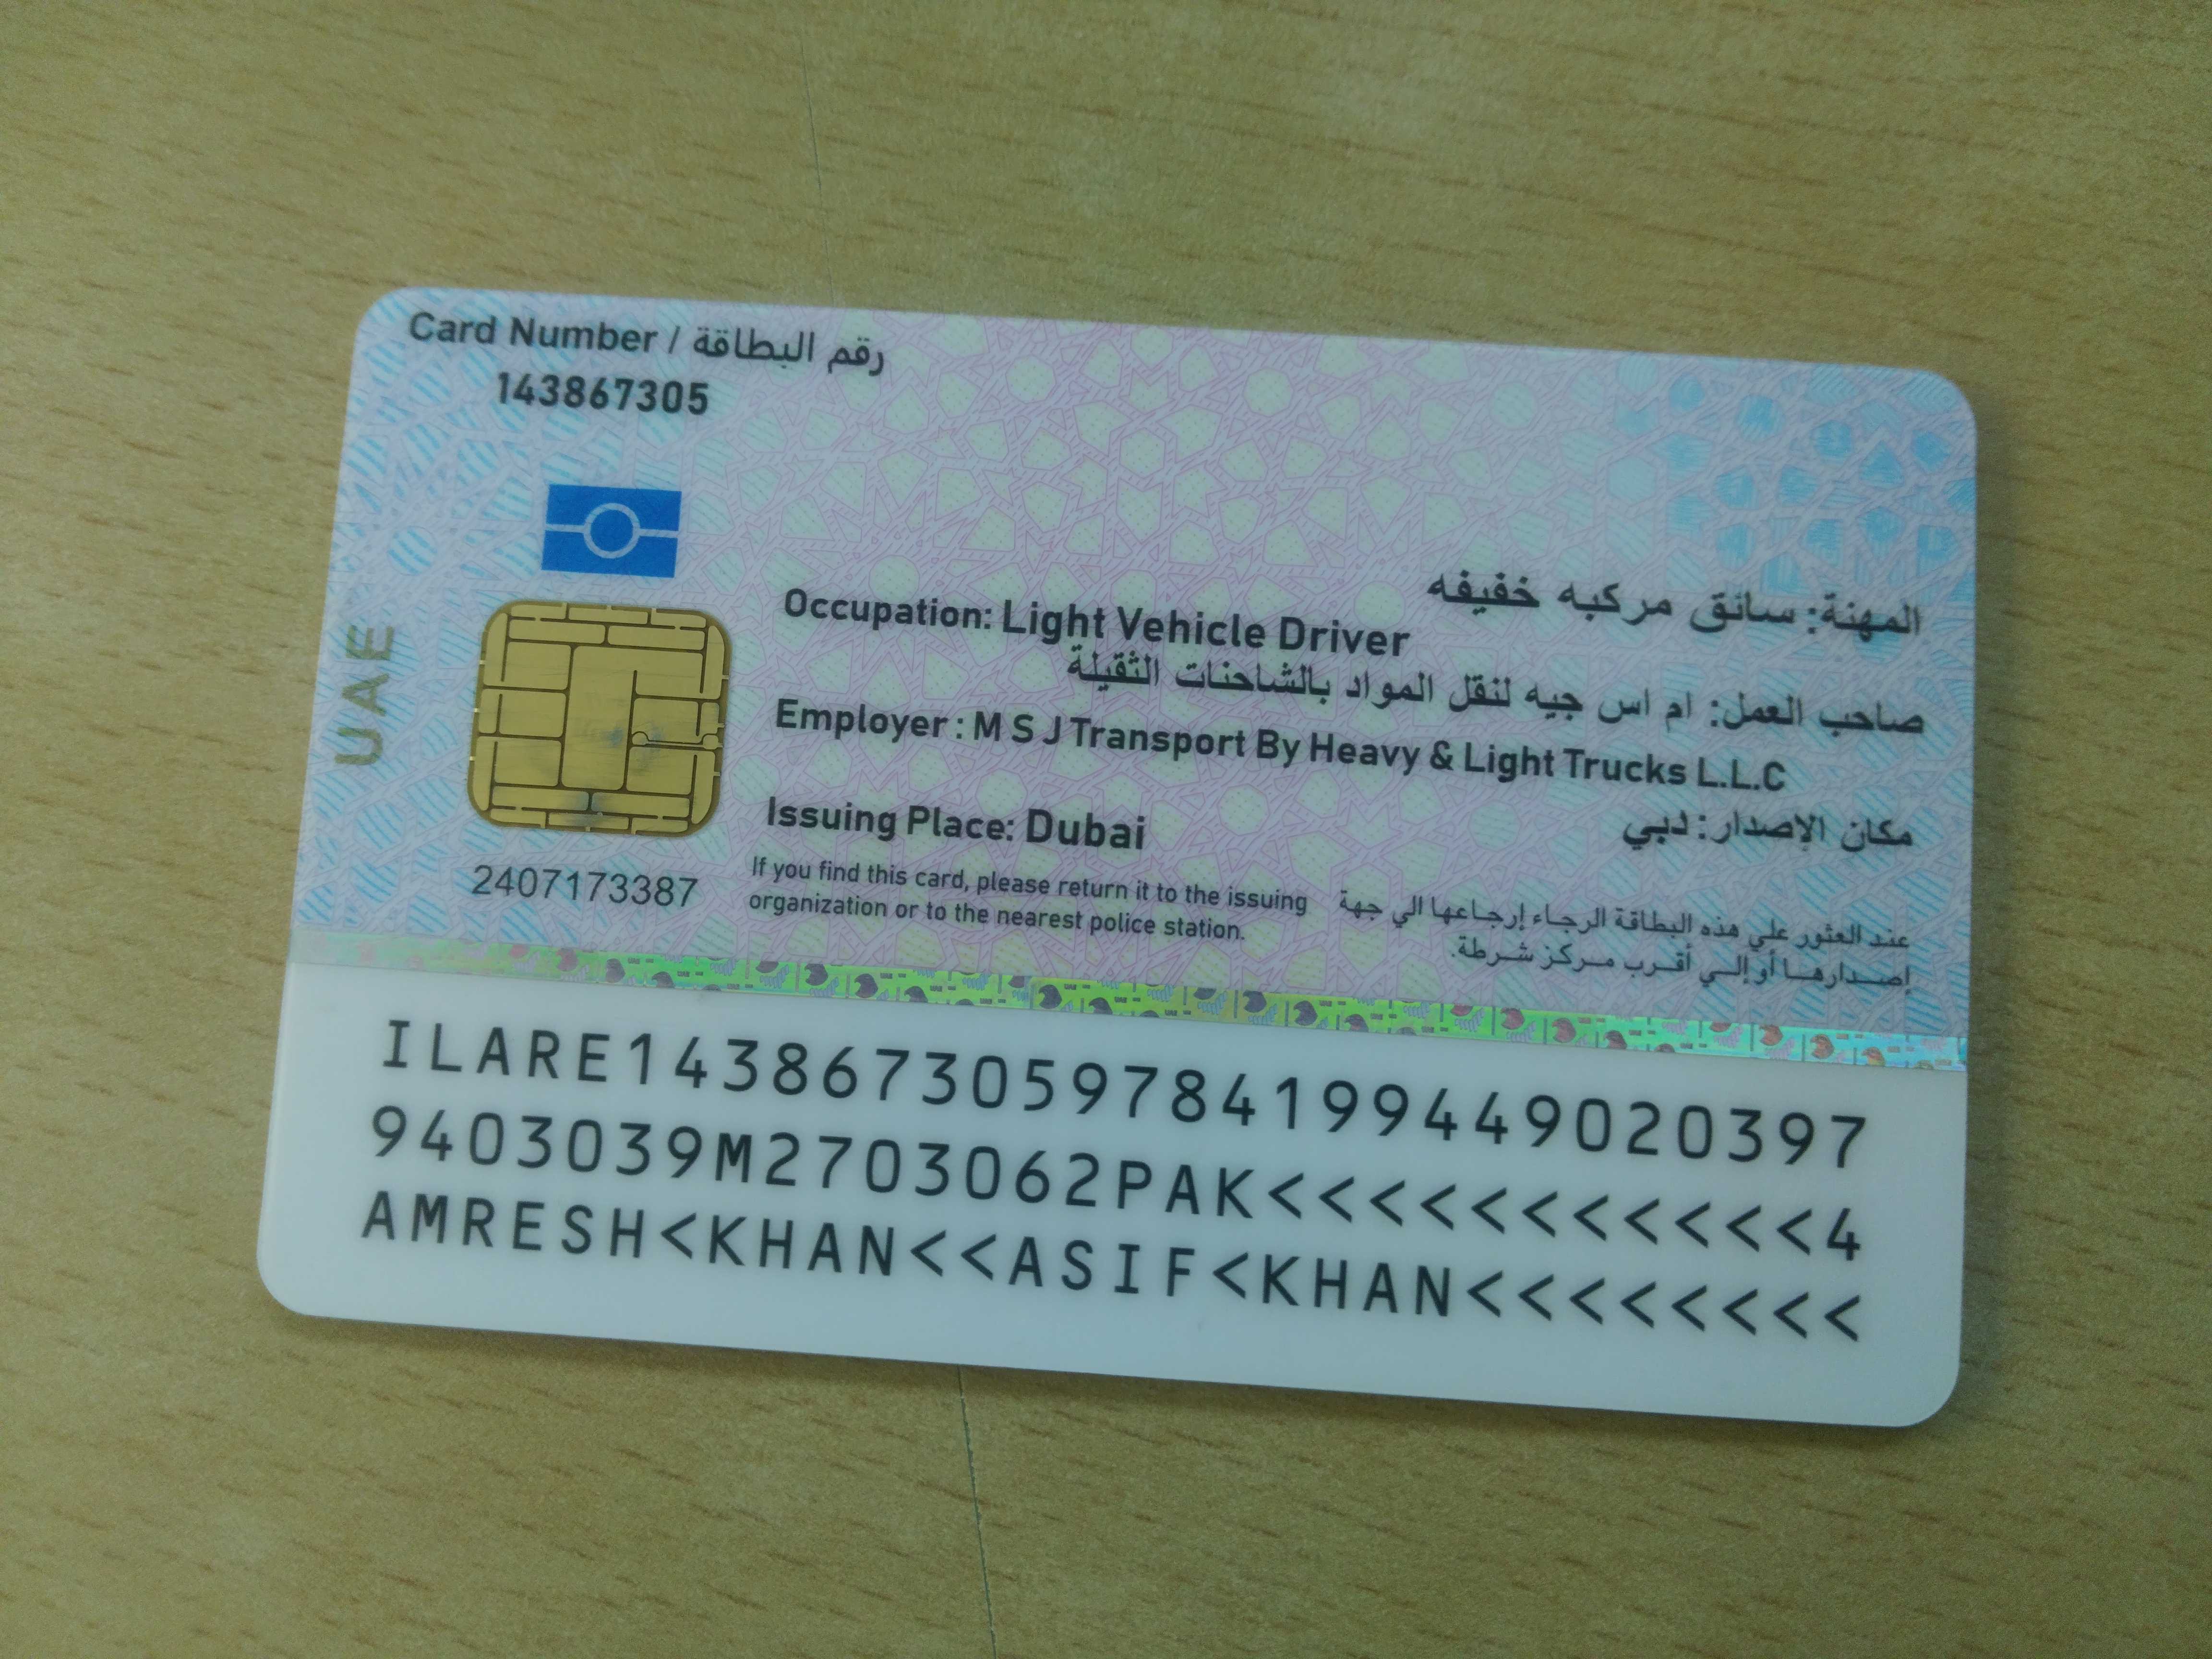 Card Number / رقم البطاقة
143867305
UAE
المهنة: سائق مركبه خفيفه
Occupation: Light Vehicle Driver
صاحب العمل: ام اس جيه لنقل المواد بالشاحنات الثقيلة
Employer : M S J Transport By Heavy & Light Trucks L.L.C
مكان الإصدار: دبي
Issuing Place: Dubai
2407173387
If you find this card, please return it to the issuing
organization or to the nearest police station.
عند العثور علي هذه البطاقة الرجاء إرجاعها الي جهة
إصدارها أو إلي أقرب مركز شرطة.
ILARE1438673059784199449020397
9403039M2703062PAK<<<<<<<<<<<4
AMRESH<KHAN<<ASIF<KHAN<<<<<<<<